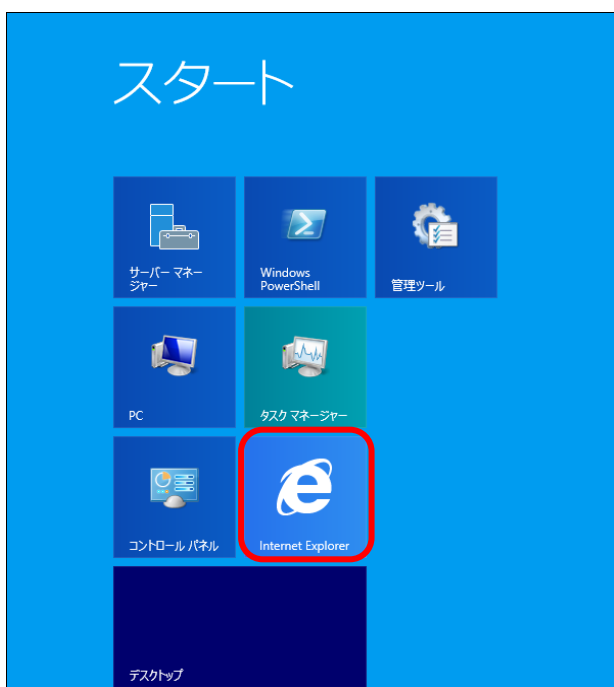 スタート
サーバー マネー
ジャー
Windows
PowerShell
管理ツール
PC
タスク マネージャー
コントロール パネル
Internet Explorer
デスクトップ